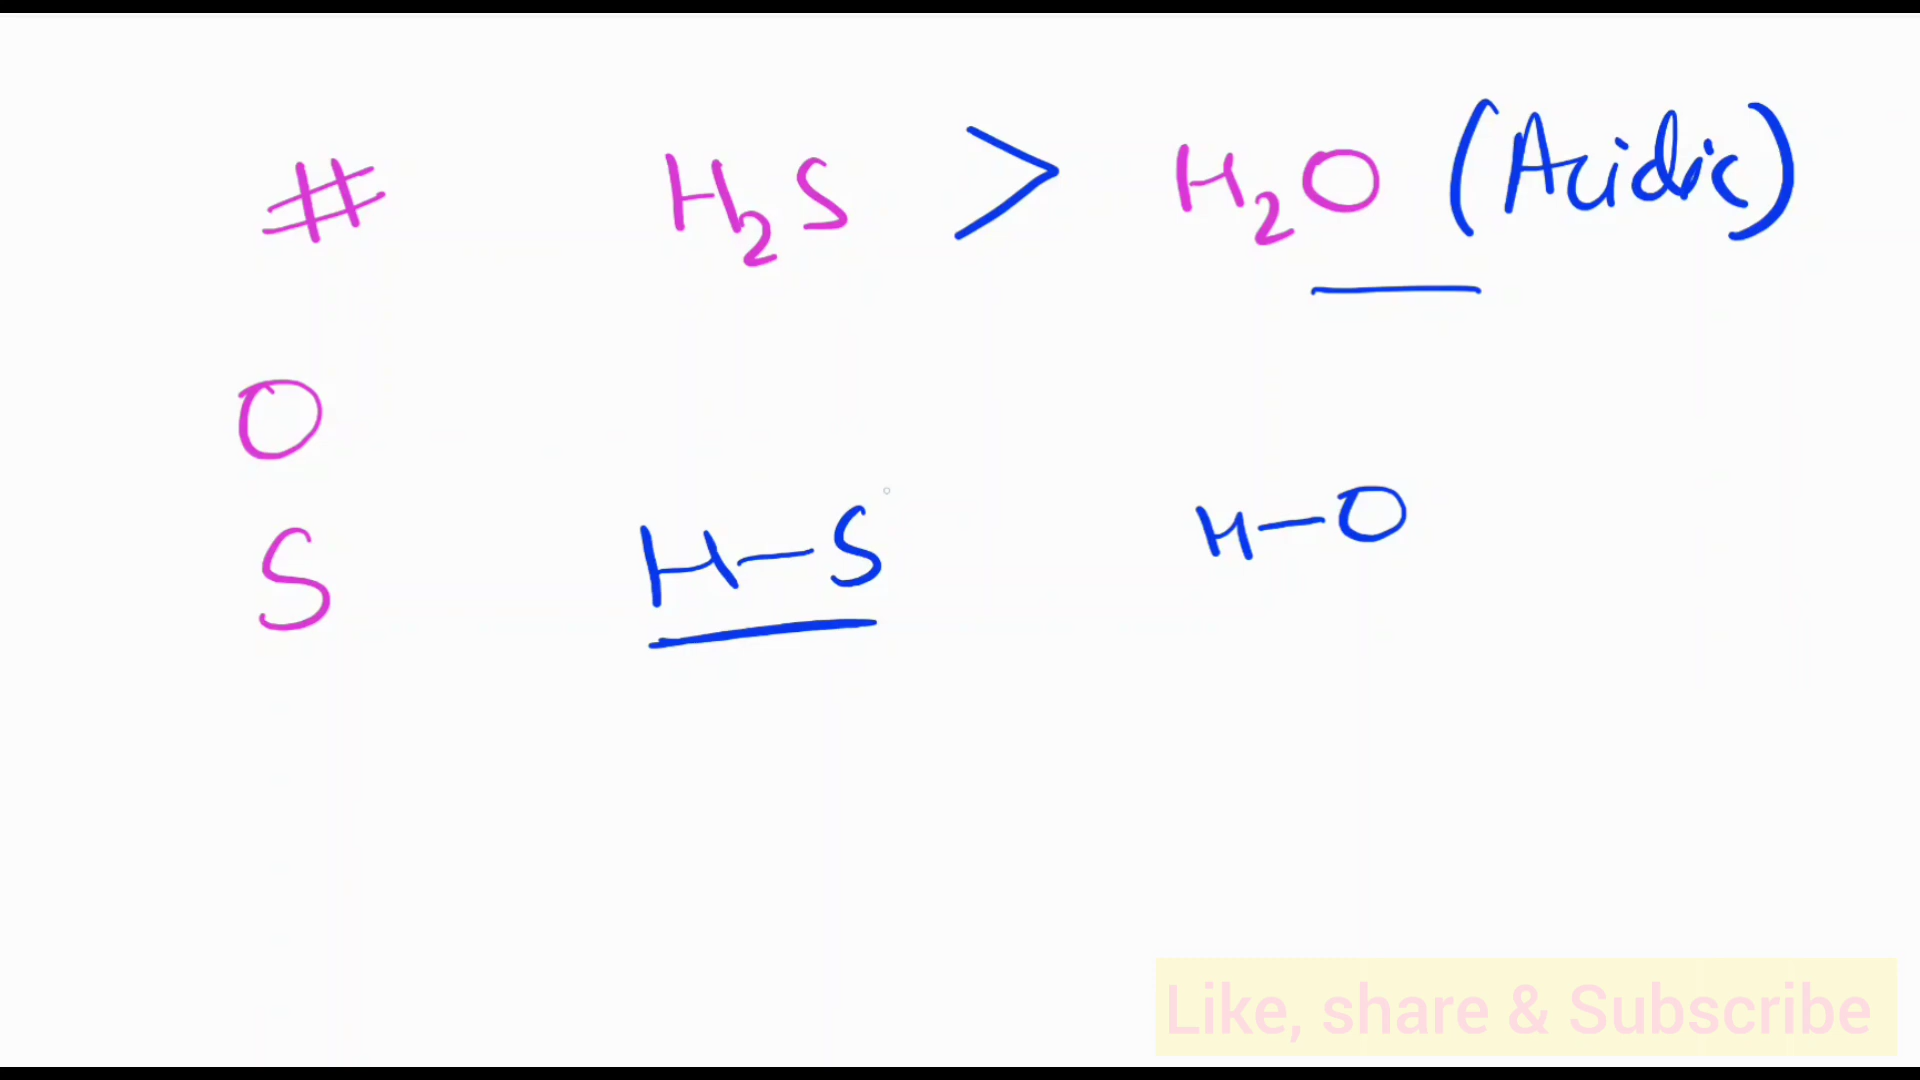 # H₂S > H₂O (Acidic)
O
S H-S H-O
Like, share & Subscribe